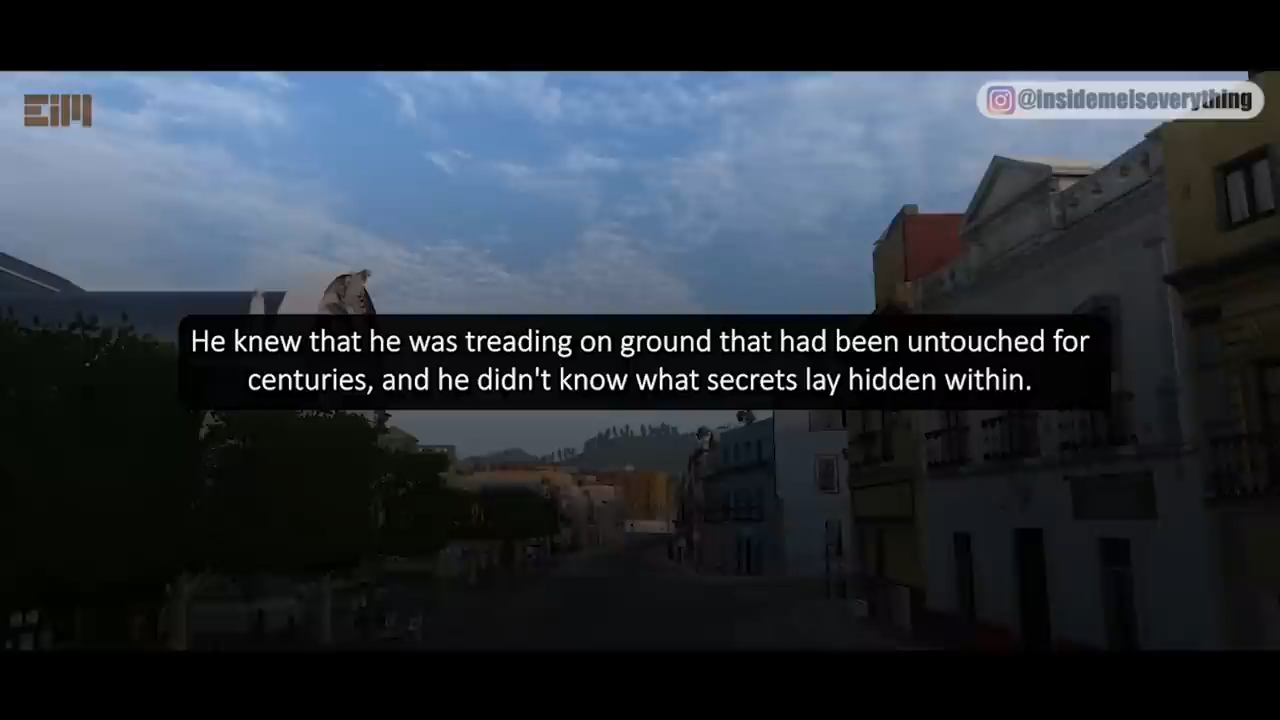 EiM
@Insidemeiseverything
He knew that he was treading on ground that had been untouched for
centuries, and he didn't know what secrets lay hidden within.